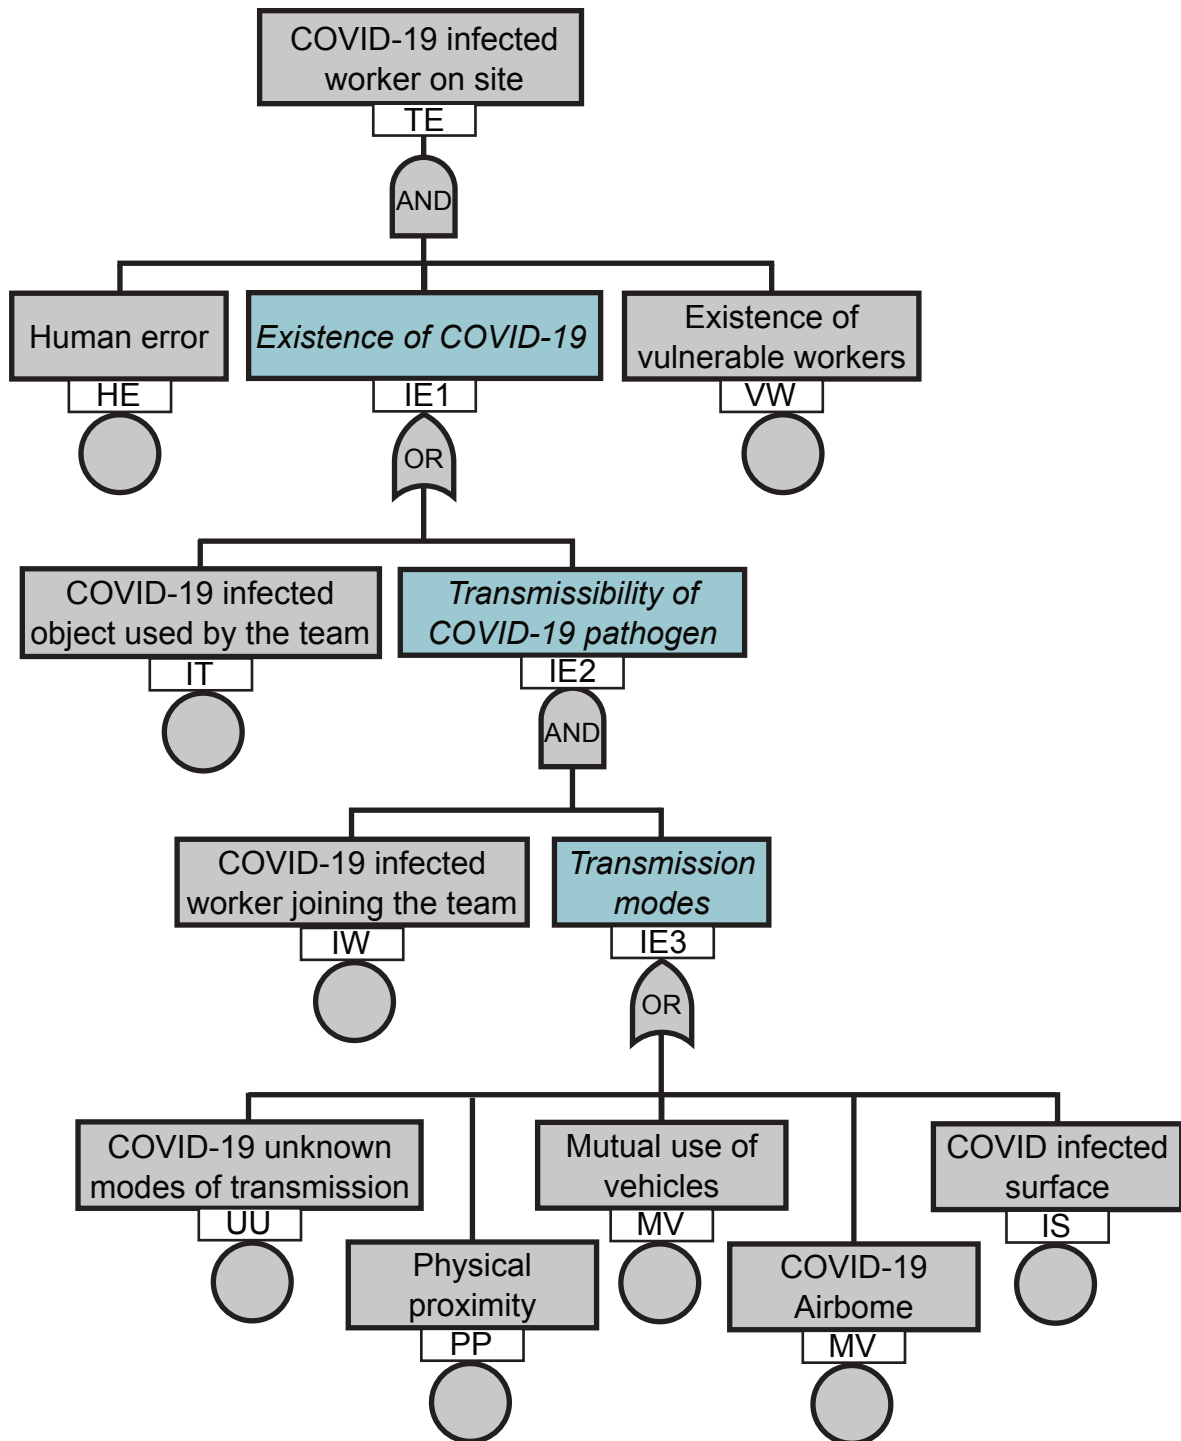 COVID-19 infected
worker on site
TE
AND
Human error
HE
Existence of COVID-19
IE1
Existence of
vulnerable workers
VW
OR
COVID-19 infected
object used by the team
IT
Transmissibility of
COVID-19 pathogen
IE2
AND
COVID-19 infected
worker joining the team
IW
Transmission
modes
IE3
OR
COVID-19 unknown
modes of transmission
UU
Physical
proximity
PP
Mutual use of
vehicles
MV
COVID-19
Airbome
MV
COVID infected
surface
IS